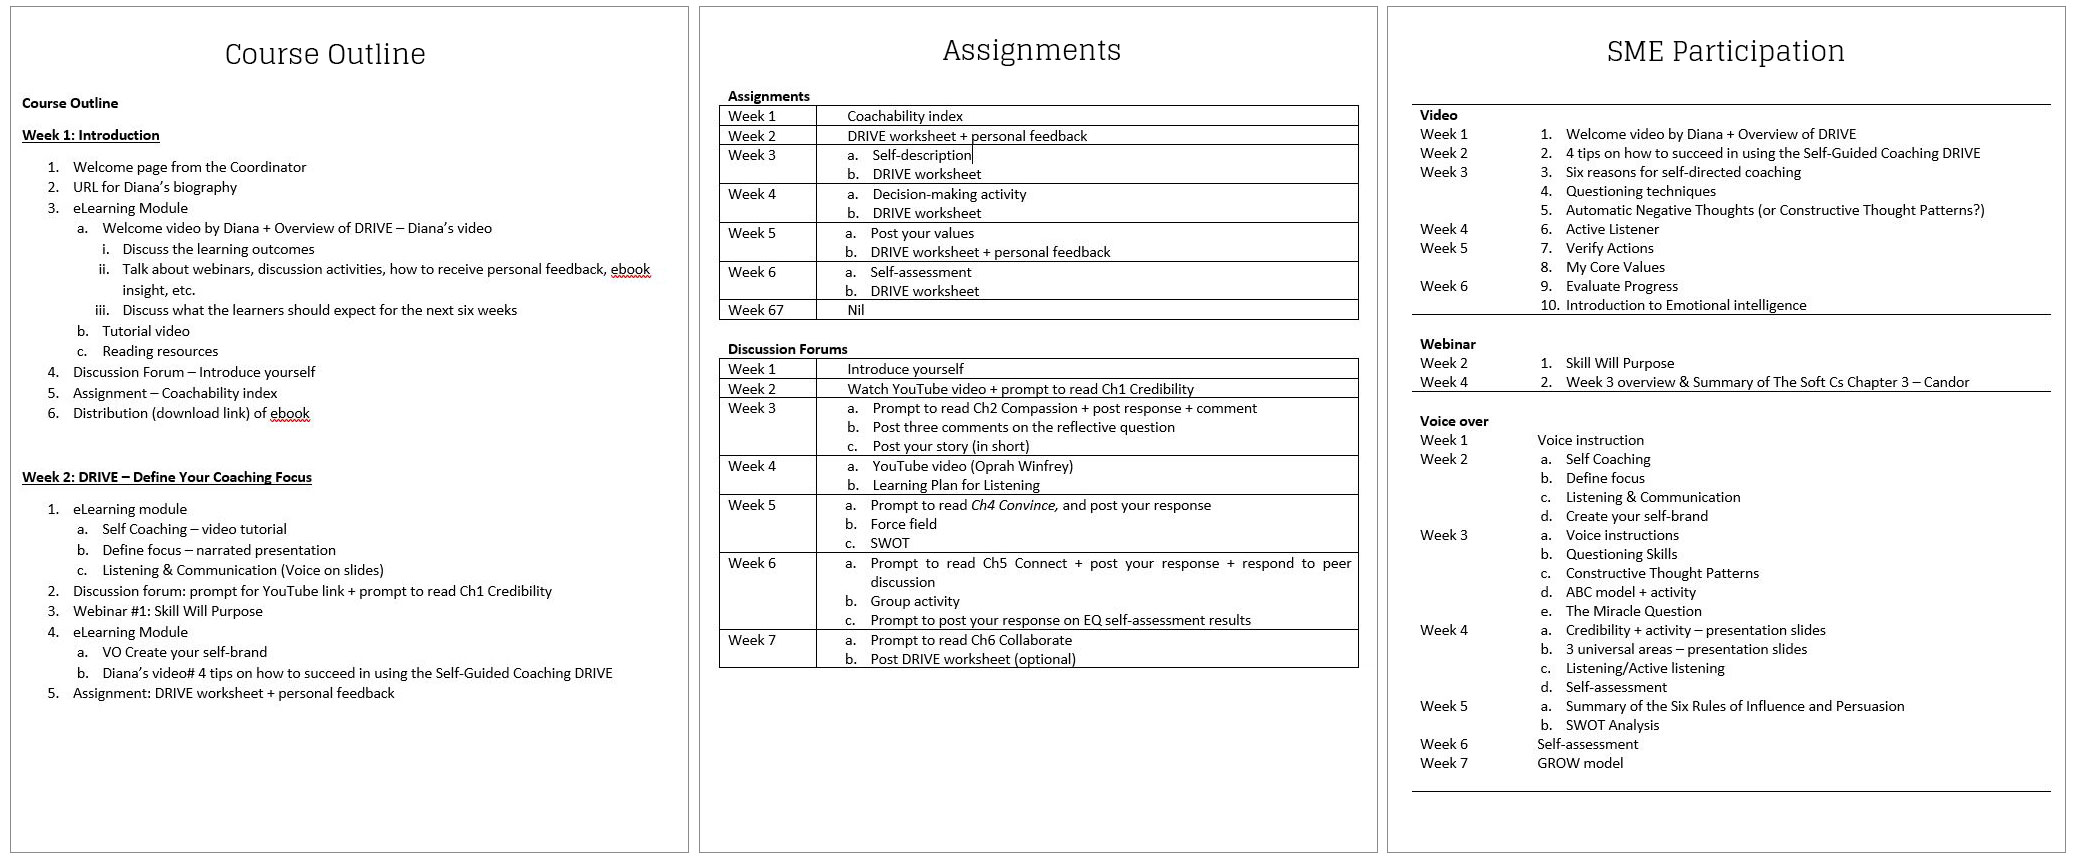 Course Outline
Course Outline
Week 1: Introduction
1. Welcome page from the Coordinator
2. URL for Diana’s biography
3. eLearning Module
a. Welcome video by Diana + Overview of DRIVE – Diana’s video
i. Discuss the learning outcomes
ii. Talk about webinars, discussion activities, how to receive personal feedback, ebook
insight, etc.
iii. Discuss what the learners should expect for the next six weeks
b. Tutorial video
c. Reading resources
4. Discussion Forum – Introduce yourself
5. Assignment – Coachability index
6. Distribution (download link) of ebook
Week 2: DRIVE – Define Your Coaching Focus
1. eLearning module
a. Self Coaching – video tutorial
b. Define focus – narrated presentation
c. Listening & Communication (Voice on slides)
2. Discussion forum: prompt for YouTube link + prompt to read Ch1 Credibility
3. Webinar #1: Skill Will Purpose
4. eLearning Module
a. VO Create your self-brand
b. Diana’s video# 4 tips on how to succeed in using the Self-Guided Coaching DRIVE
5. Assignment: DRIVE worksheet + personal feedback
Assignments
Assignments
Week 1 Coachability index
Week 2 DRIVE worksheet + personal feedback
Week 3 a. Self-description
b. DRIVE worksheet
Week 4 a. Decision-making activity
b. DRIVE worksheet
Week 5 a. Post your values
b. DRIVE worksheet + personal feedback
Week 6 a. Self-assessment
b. DRIVE worksheet
Week 67 Nil
Discussion Forums
Week 1 Introduce yourself
Week 2 Watch YouTube video + prompt to read Ch1 Credibility
Week 3 a. Prompt to read Ch2 Compassion + post response + comment
b. Post three comments on the reflective question
c. Post your story (in short)
Week 4 a. YouTube video (Oprah Winfrey)
b. Learning Plan for Listening
Week 5 a. Prompt to read Ch4 Convince, and post your response
b. Force field
c. SWOT
Week 6 a. Prompt to read Ch5 Connect + post your response + respond to peer
discussion
b. Group activity
c. Prompt to post your response on EQ self-assessment results
Week 7 a. Prompt to read Ch6 Collaborate
b. Post DRIVE worksheet (optional)
SME Participation
Video
Week 1 1. Welcome video by Diana + Overview of DRIVE
Week 2 2. 4 tips on how to succeed in using the Self-Guided Coaching DRIVE
Week 3 3. Six reasons for self-directed coaching
4. Questioning techniques
5. Automatic Negative Thoughts (or Constructive Thought Patterns?)
Week 4 6. Active Listener
Week 5 7. Verify Actions
8. My Core Values
Week 6 9. Evaluate Progress
10. Introduction to Emotional intelligence
Webinar
Week 2 1. Skill Will Purpose
Week 4 2. Week 3 overview & Summary of The Soft Cs Chapter 3 – Candor
Voice over
Week 1 Voice instruction
Week 2 a. Self Coaching
b. Define focus
c. Listening & Communication
d. Create your self-brand
Week 3 a. Voice instructions
b. Questioning Skills
c. Constructive Thought Patterns
d. ABC model + activity
e. The Miracle Question
Week 4 a. Credibility + activity – presentation slides
b. 3 universal areas – presentation slides
c. Listening/Active listening
d. Self-assessment
Week 5 a. Summary of the Six Rules of Influence and Persuasion
b. SWOT Analysis
Week 6 Self-assessment
Week 7 GROW model